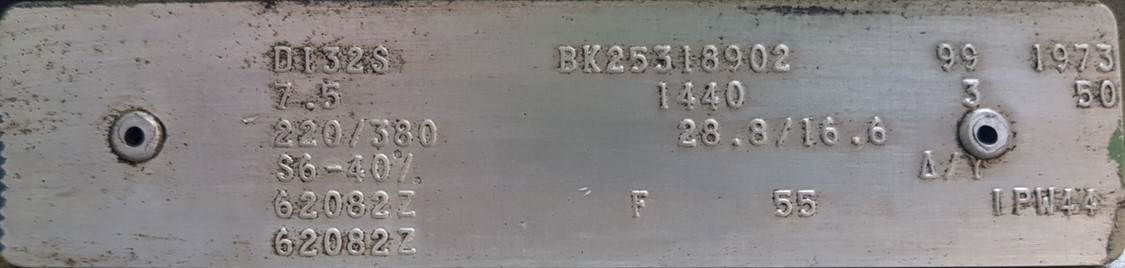 D132S BK25318902 99 1973
7.5 1440 3 50
220/380 28.8/16.6
S6-40% Δ/Y
62082Z F 55 IPW44
62082Z